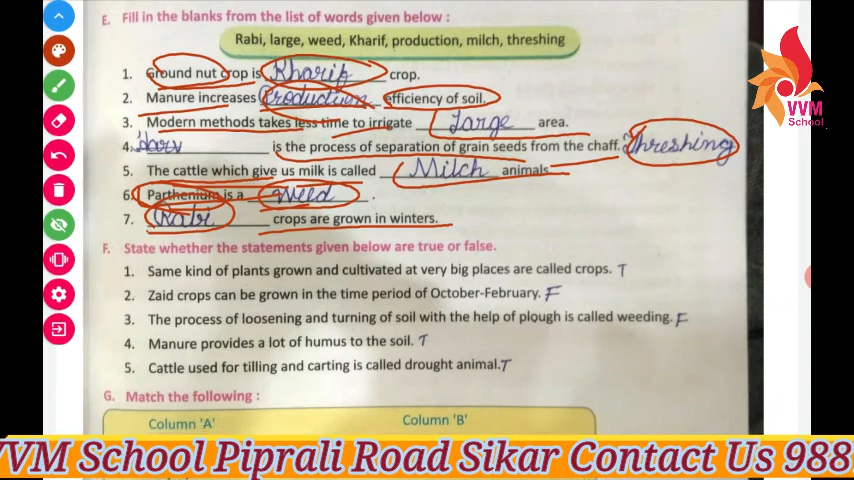 E. Fill in the blanks from the list of words given below :
Rabi, large, weed, Kharif, production, milch, threshing
1. Ground nut crop is Kharif crop.
2. Manure increases Production efficiency of soil.
3. Modern methods takes less time to irrigate Large area.
4. Harv is the process of separation of grain seeds from the chaff. Threshing
5. The cattle which give us milk is called Milch animals.
6. Parthenium is a Weed .
7. Rabi crops are grown in winters.
F. State whether the statements given below are true or false.
1. Same kind of plants grown and cultivated at very big places are called crops. T
2. Zaid crops can be grown in the time period of October-February. F
3. The process of loosening and turning of soil with the help of plough is called weeding. F
4. Manure provides a lot of humus to the soil. T
5. Cattle used for tilling and carting is called drought animal. T
G. Match the following :
Column 'A' Column 'B'
VVM
School
VVM School Piprali Road Sikar Contact Us 988